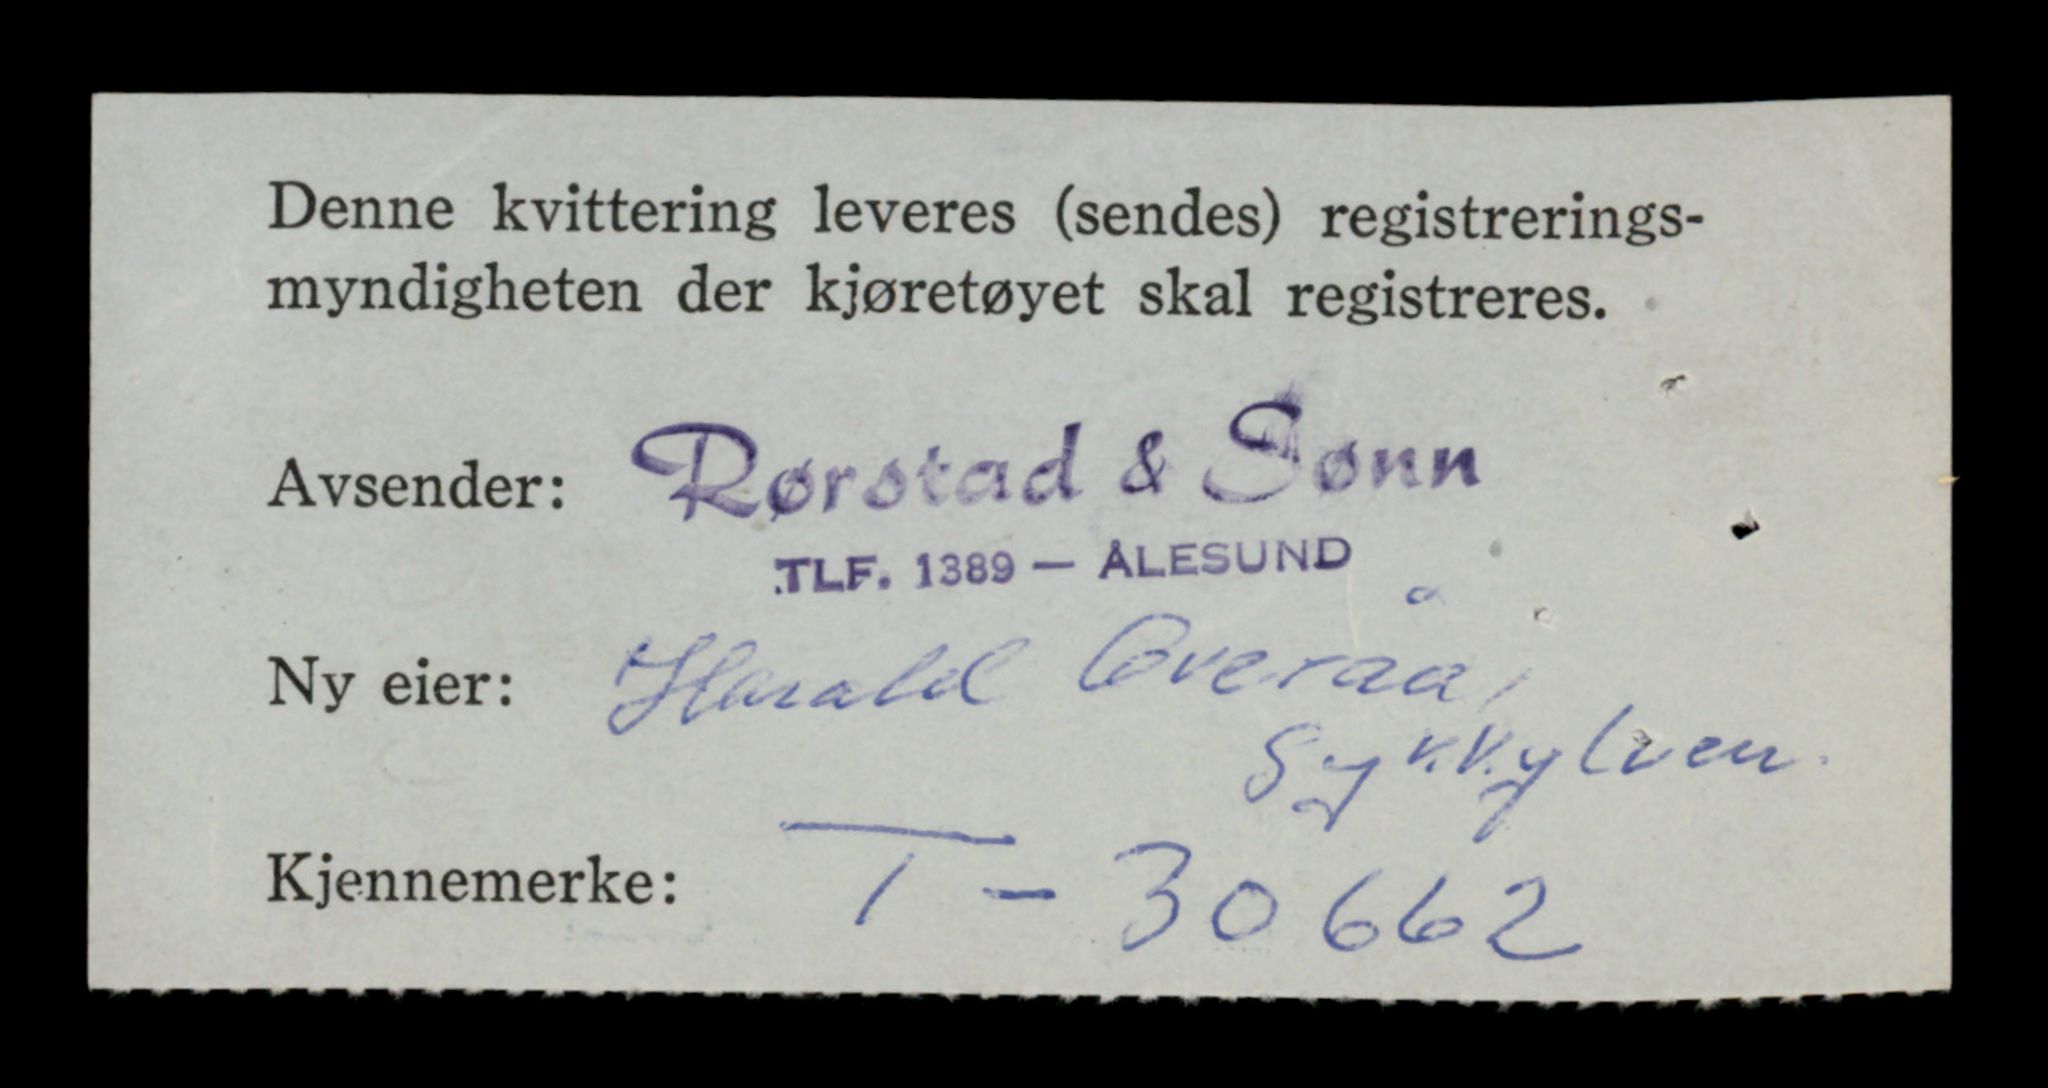 Denne kvittering leveres (sendes) registrerings-
myndigheten der kjøretøyet skal registreres.
Avsender: Rørstad & Sønn
TLF. 1389 — ÅLESUND
Ny eier: Harald Overåa,
Sykkylven.
Kjennemerke: T-30662